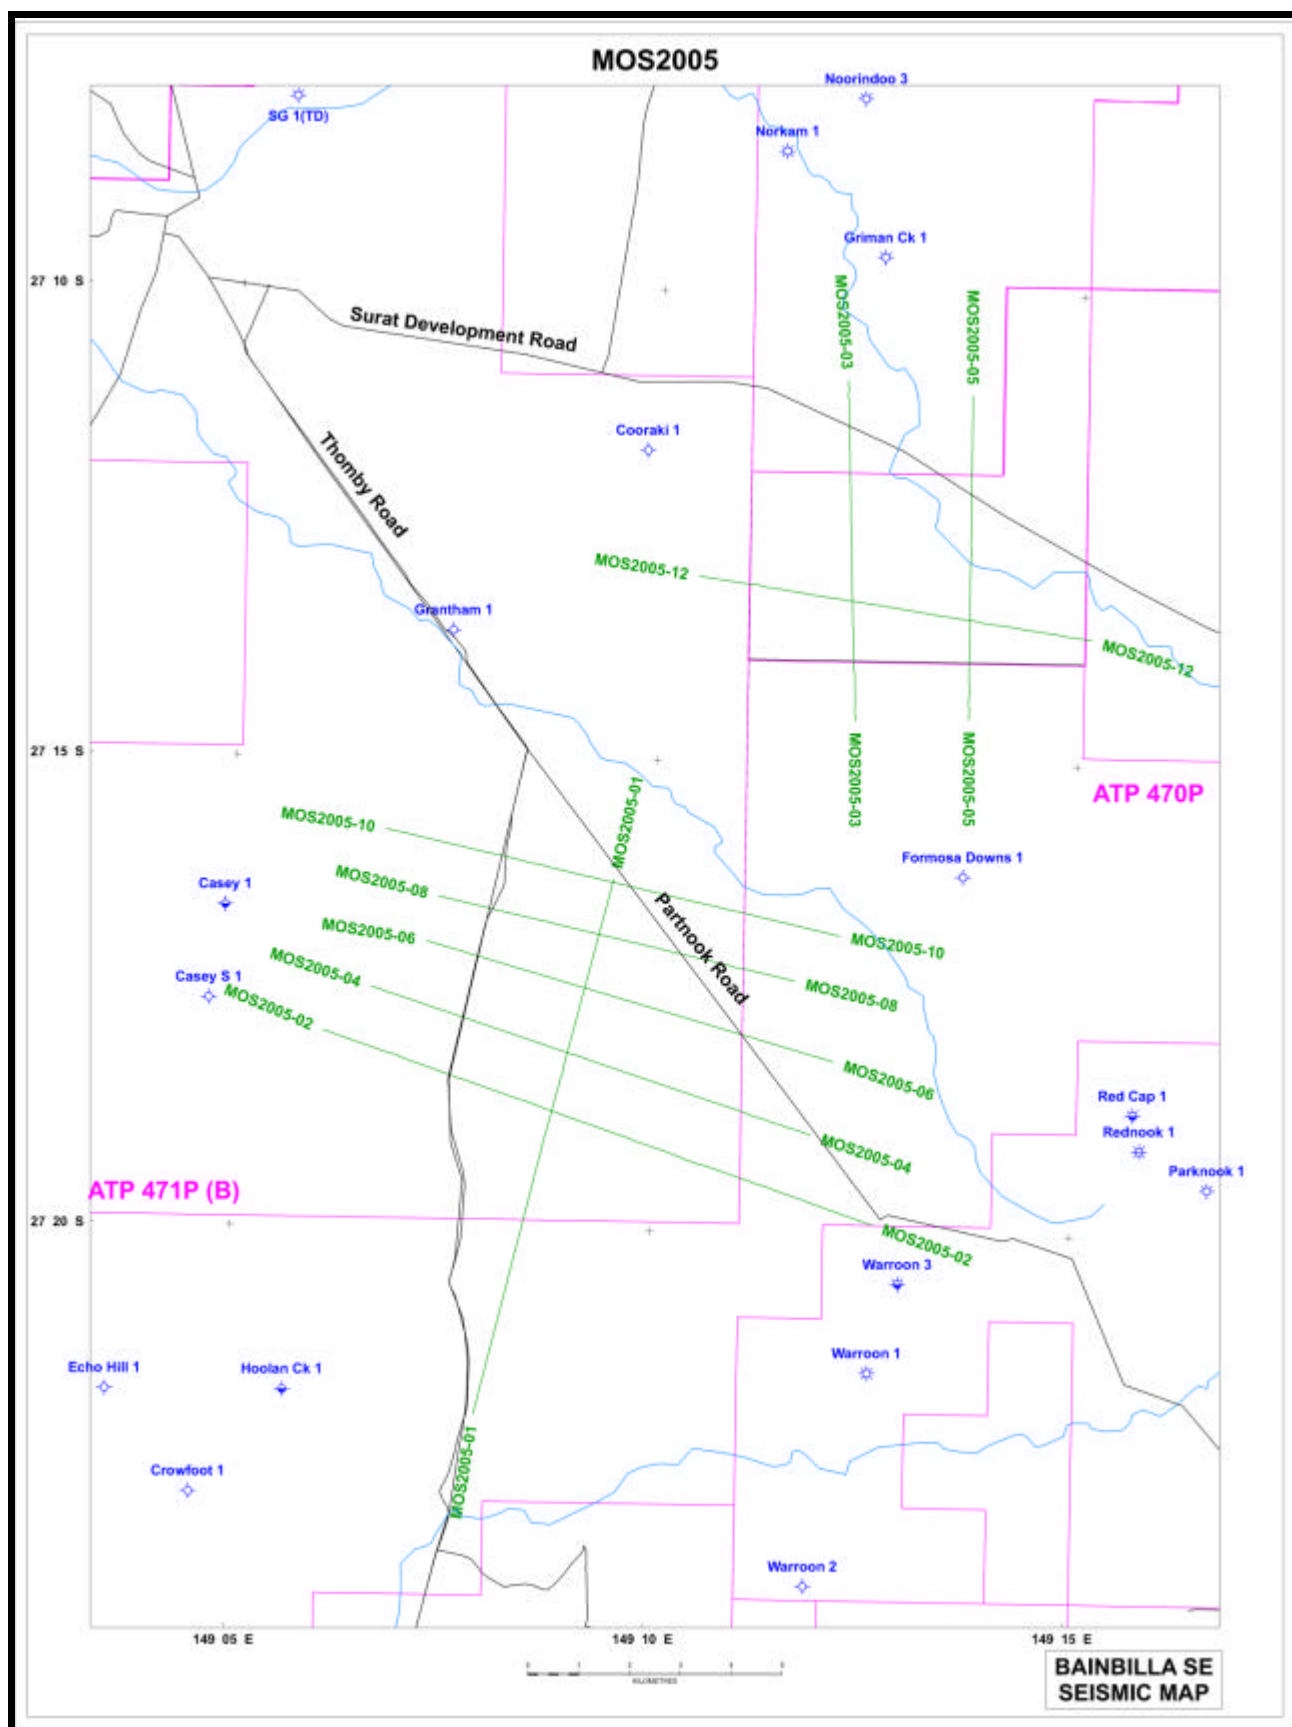 MOS2005
Noorindoo 3
SG 1(TD)
Norkam 1
Griman Ck 1
27 10 S
MOS2005-03
MOS2005-05
Surat Development Road
Cooraki 1
Thomby Road
MOS2005-12
Grantham 1
MOS2005-12
27 15 S
MOS2005-03
MOS2005-05
MOS2005-01
ATP 470P
MOS2005-10
Formosa Downs 1
MOS2005-08
Casey 1
Partnook Road
MOS2005-06
MOS2005-10
MOS2005-04
Casey S 1
MOS2005-08
MOS2005-02
MOS2005-06
Red Cap 1
Rednook 1
MOS2005-04
Parknook 1
ATP 471P (B)
27 20 S
MOS2005-02
Warroon 3
Warroon 1
Echo Hill 1
Hoolan Ck 1
MOS2005-01
Crowfoot 1
Warroon 2
149 05 E
149 10 E
149 15 E
KILOMETRES
BAINBILLA SE
SEISMIC MAP